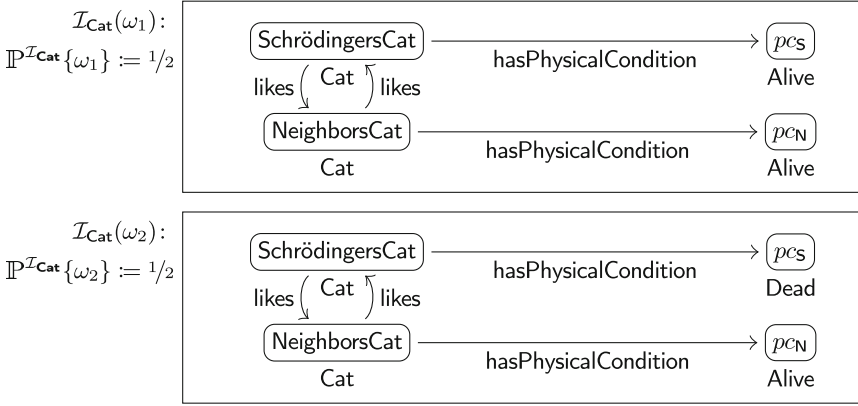 𝓘_Cat(ω₁):
SchrödingersCat
pc_S
ℙ^{𝓘_Cat}{ω₁} := 1/2
hasPhysicalCondition
Cat
Alive
likes
likes
NeighborsCat
pc_N
hasPhysicalCondition
Cat
Alive
𝓘_Cat(ω₂):
SchrödingersCat
pc_S
ℙ^{𝓘_Cat}{ω₂} := 1/2
hasPhysicalCondition
Cat
Dead
likes
likes
NeighborsCat
pc_N
hasPhysicalCondition
Cat
Alive